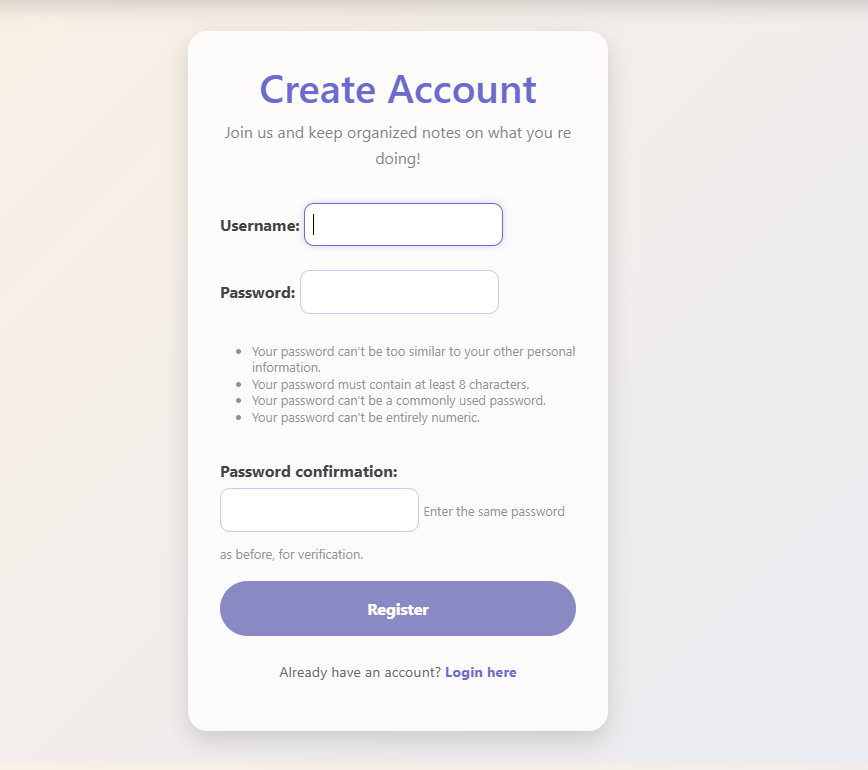 Create Account
Join us and keep organized notes on what you re
doing!
Username:
Password:
Your password can’t be too similar to your other personal
information.
Your password must contain at least 8 characters.
Your password can’t be a commonly used password.
Your password can’t be entirely numeric.
Password confirmation:
Enter the same password
as before, for verification.
Register
Already have an account? Login here